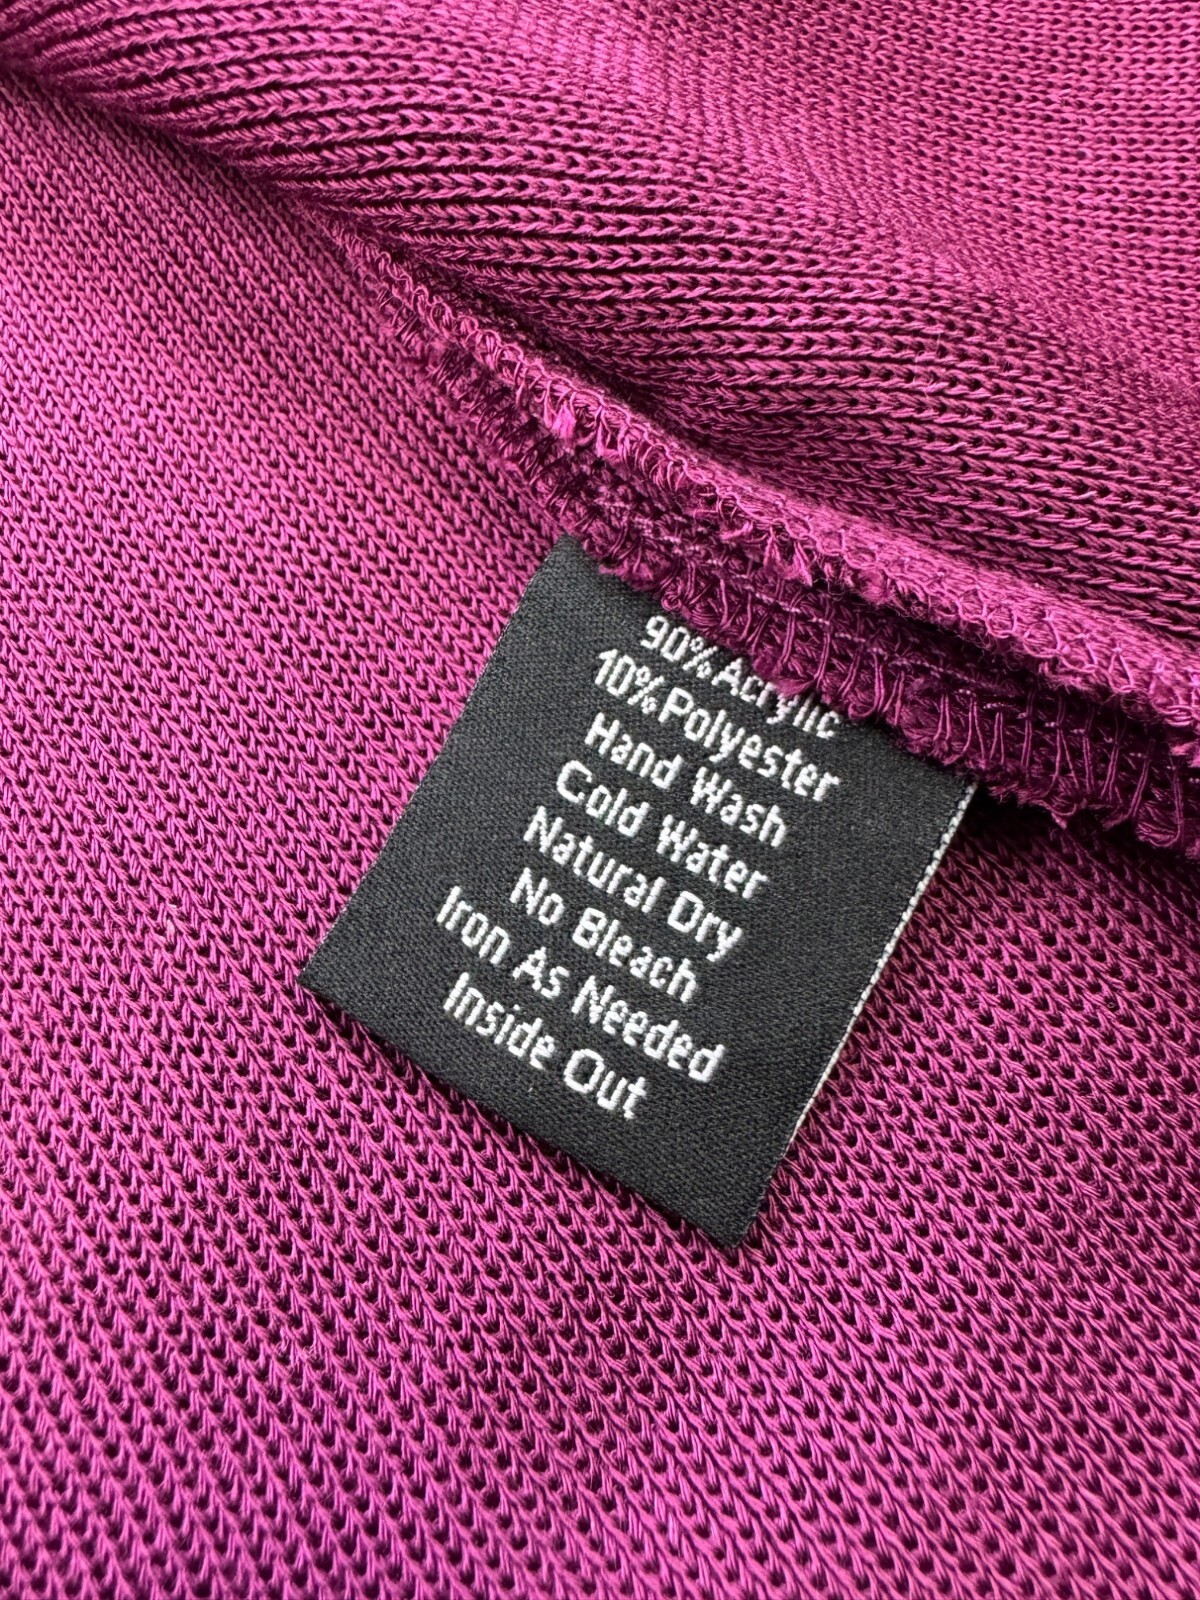 90%Acrylic
10%Polyester
Hand Wash
Cold Water
Natural Dry
No Bleach
Iron As Needed
Inside Out